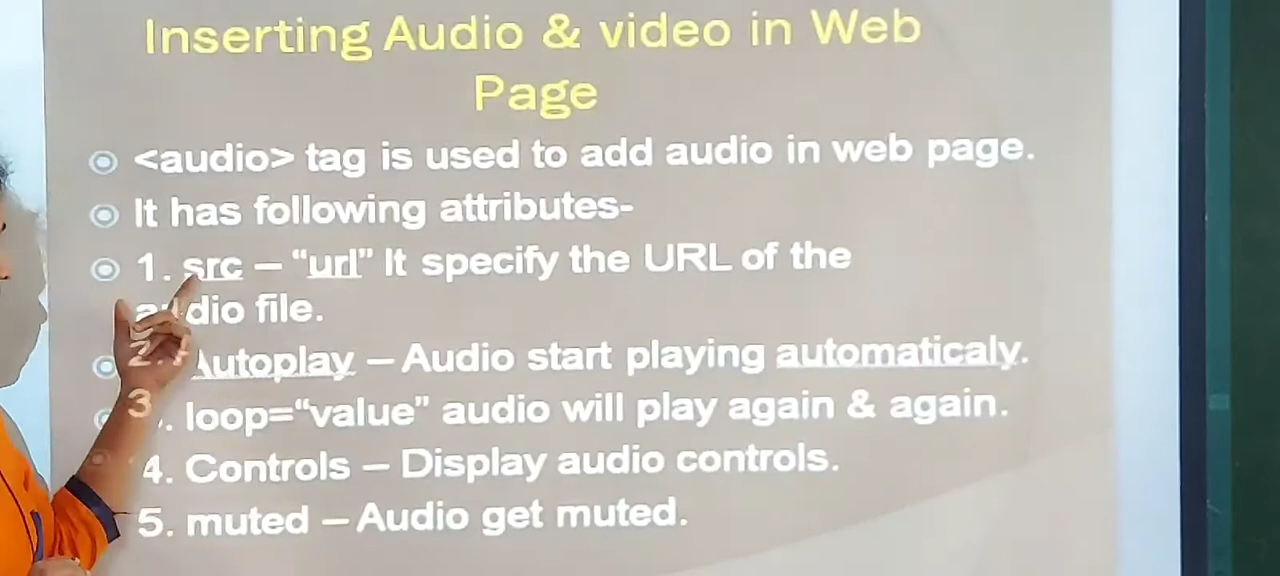 Inserting Audio & video in Web
Page
<audio> tag is used to add audio in web page.
It has following attributes-
1. src – “url” It specify the URL of the
audio file.
2. Autoplay – Audio start playing automaticaly.
3. loop=“value” audio will play again & again.
4. Controls – Display audio controls.
5. muted – Audio get muted.